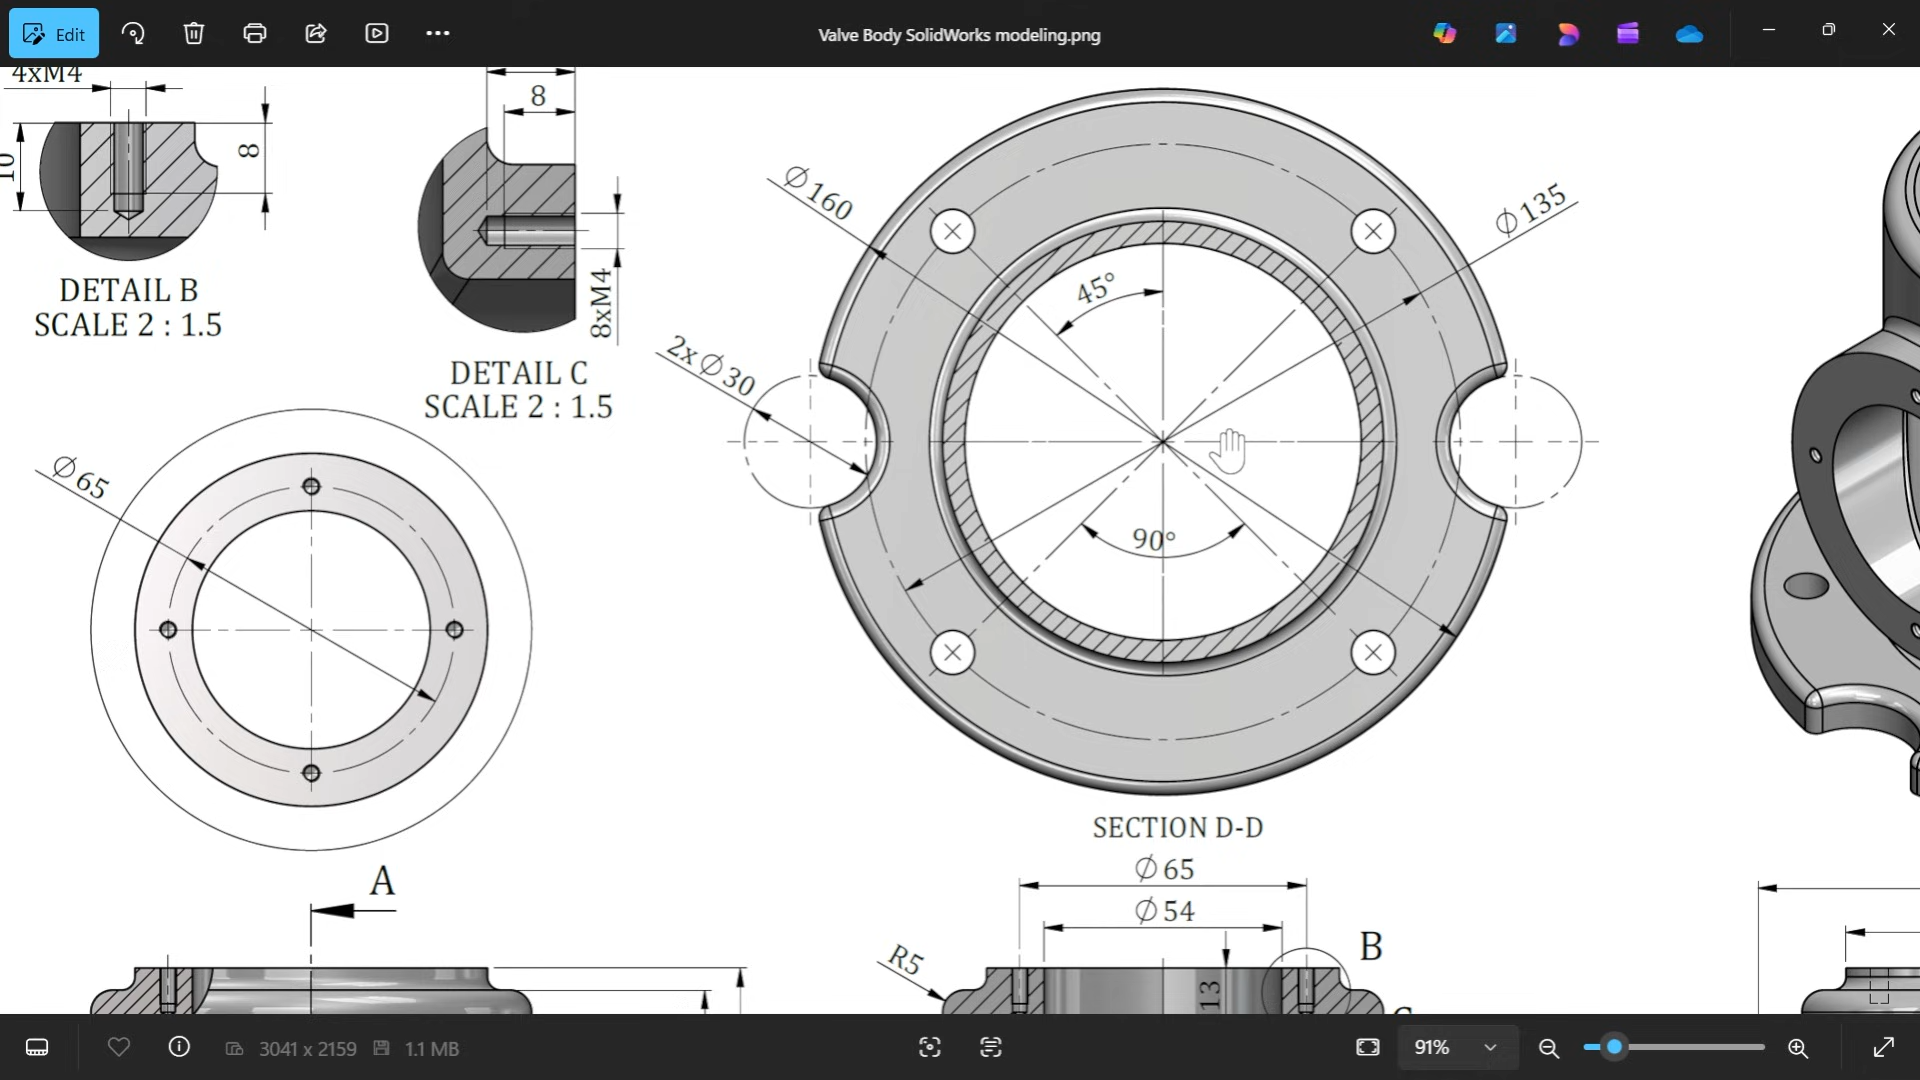 Edit
Valve Body SolidWorks modeling.png
4xM4
8
10
8
DETAIL B
SCALE 2 : 1.5
8xM4
DETAIL C
SCALE 2 : 1.5
∅160
∅135
45°
2x∅30
90°
∅65
SECTION D-D
A
∅65
∅54
R5
13
B
3041 x 2159
1.1 MB
91%